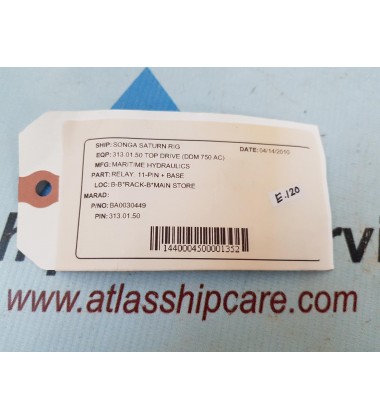 SHIP: SONGA SATURN RIG
DATE: 04/14/2010
EQP: 313.01.50 TOP DRIVE (DDM 750 AC)
MFG: MARITIME HYDRAULICS
PART: RELAY, 11-PIN + BASE
LOC: B-B*RACK-B*MAIN STORE
MARAD:
P/NO: BA0030449
PIN: 313.01.50
E.120
1440004500001352
www.atlasshipcare.com